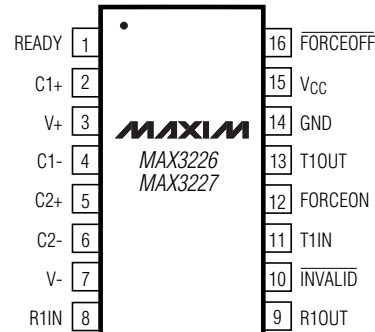 READY 1
C1+ 2
V+ 3
C1- 4
C2+ 5
C2- 6
V- 7
R1IN 8
MAXIM
MAX3226
MAX3227
16 FORCEOFF
15 VCC
14 GND
13 T1OUT
12 FORCEON
11 T1IN
10 INVALID
9 R1OUT